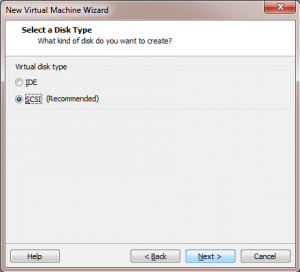 New Virtual Machine Wizard
Select a Disk Type
What kind of disk do you want to create?
Virtual disk type
IDE
SCSI (Recommended)
Help
< Back
Next >
Cancel